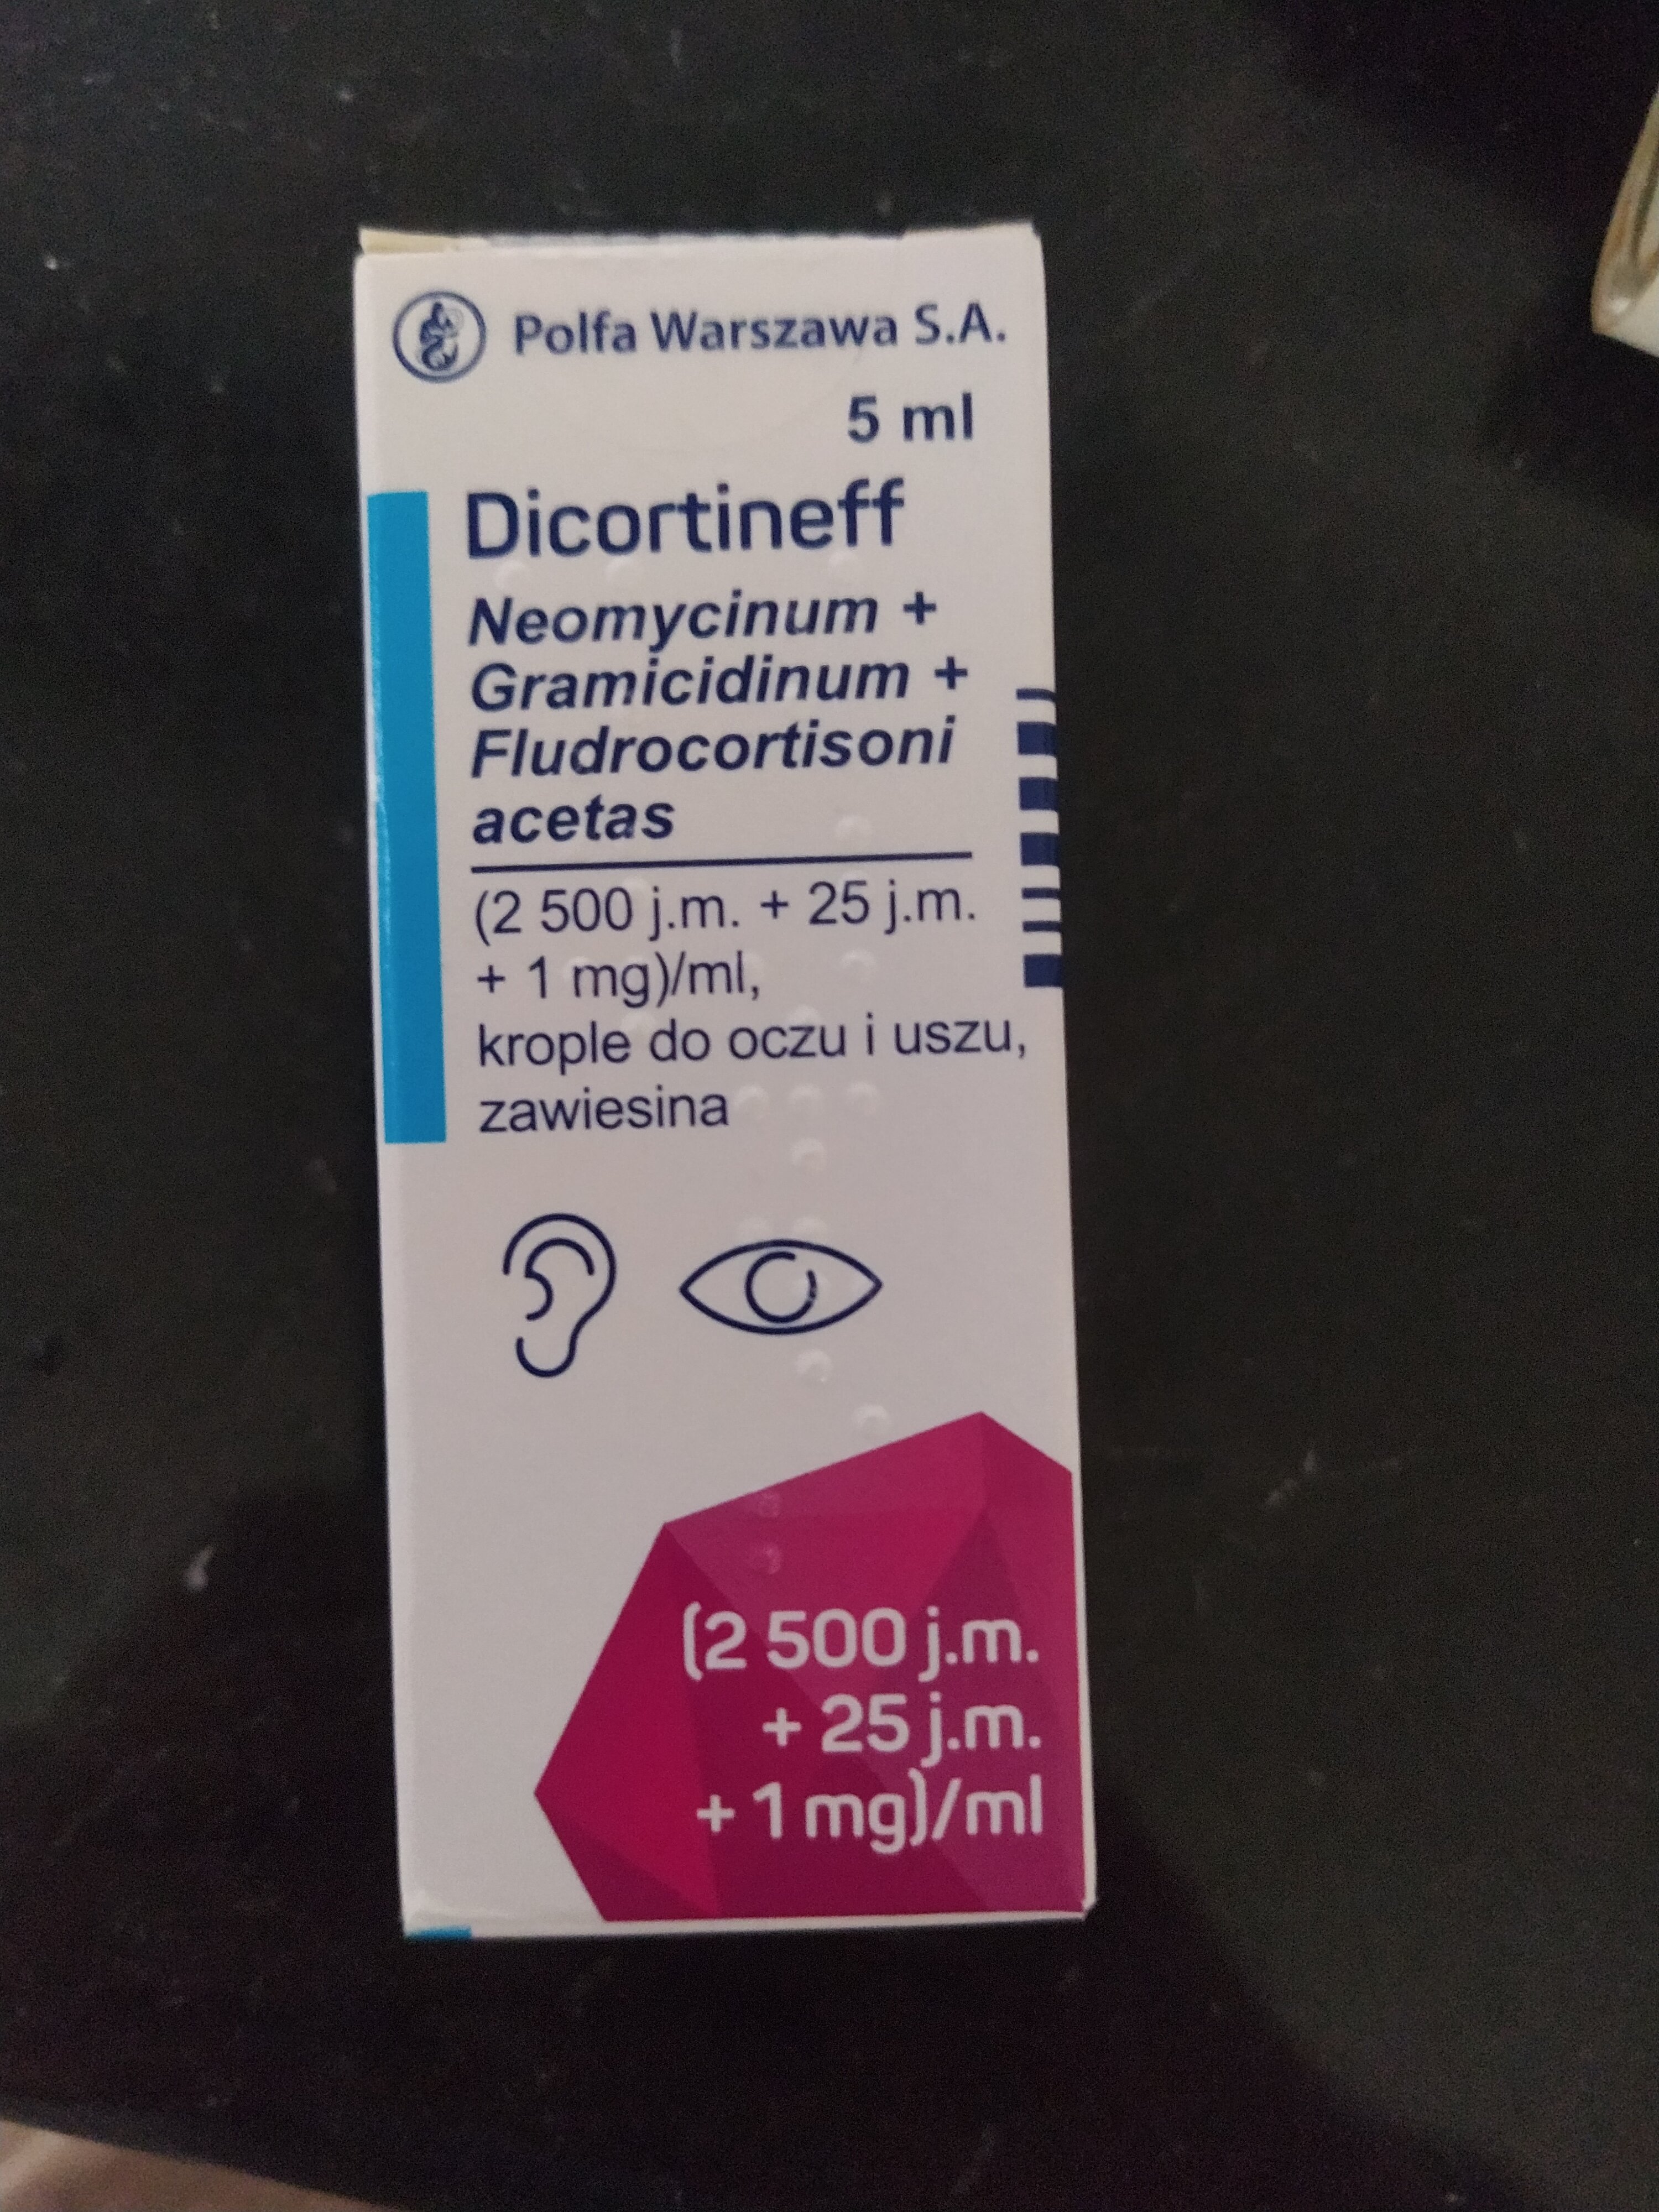 Polfa Warszawa S.A.
5 ml
Dicortineff
Neomycinum +
Gramicidinum +
Fludrocortisoni
acetas
(2 500 j.m. + 25 j.m.
+ 1 mg)/ml,
krople do oczu i uszu,
zawiesina
(2 500 j.m.
+ 25 j.m.
+ 1 mg)/ml